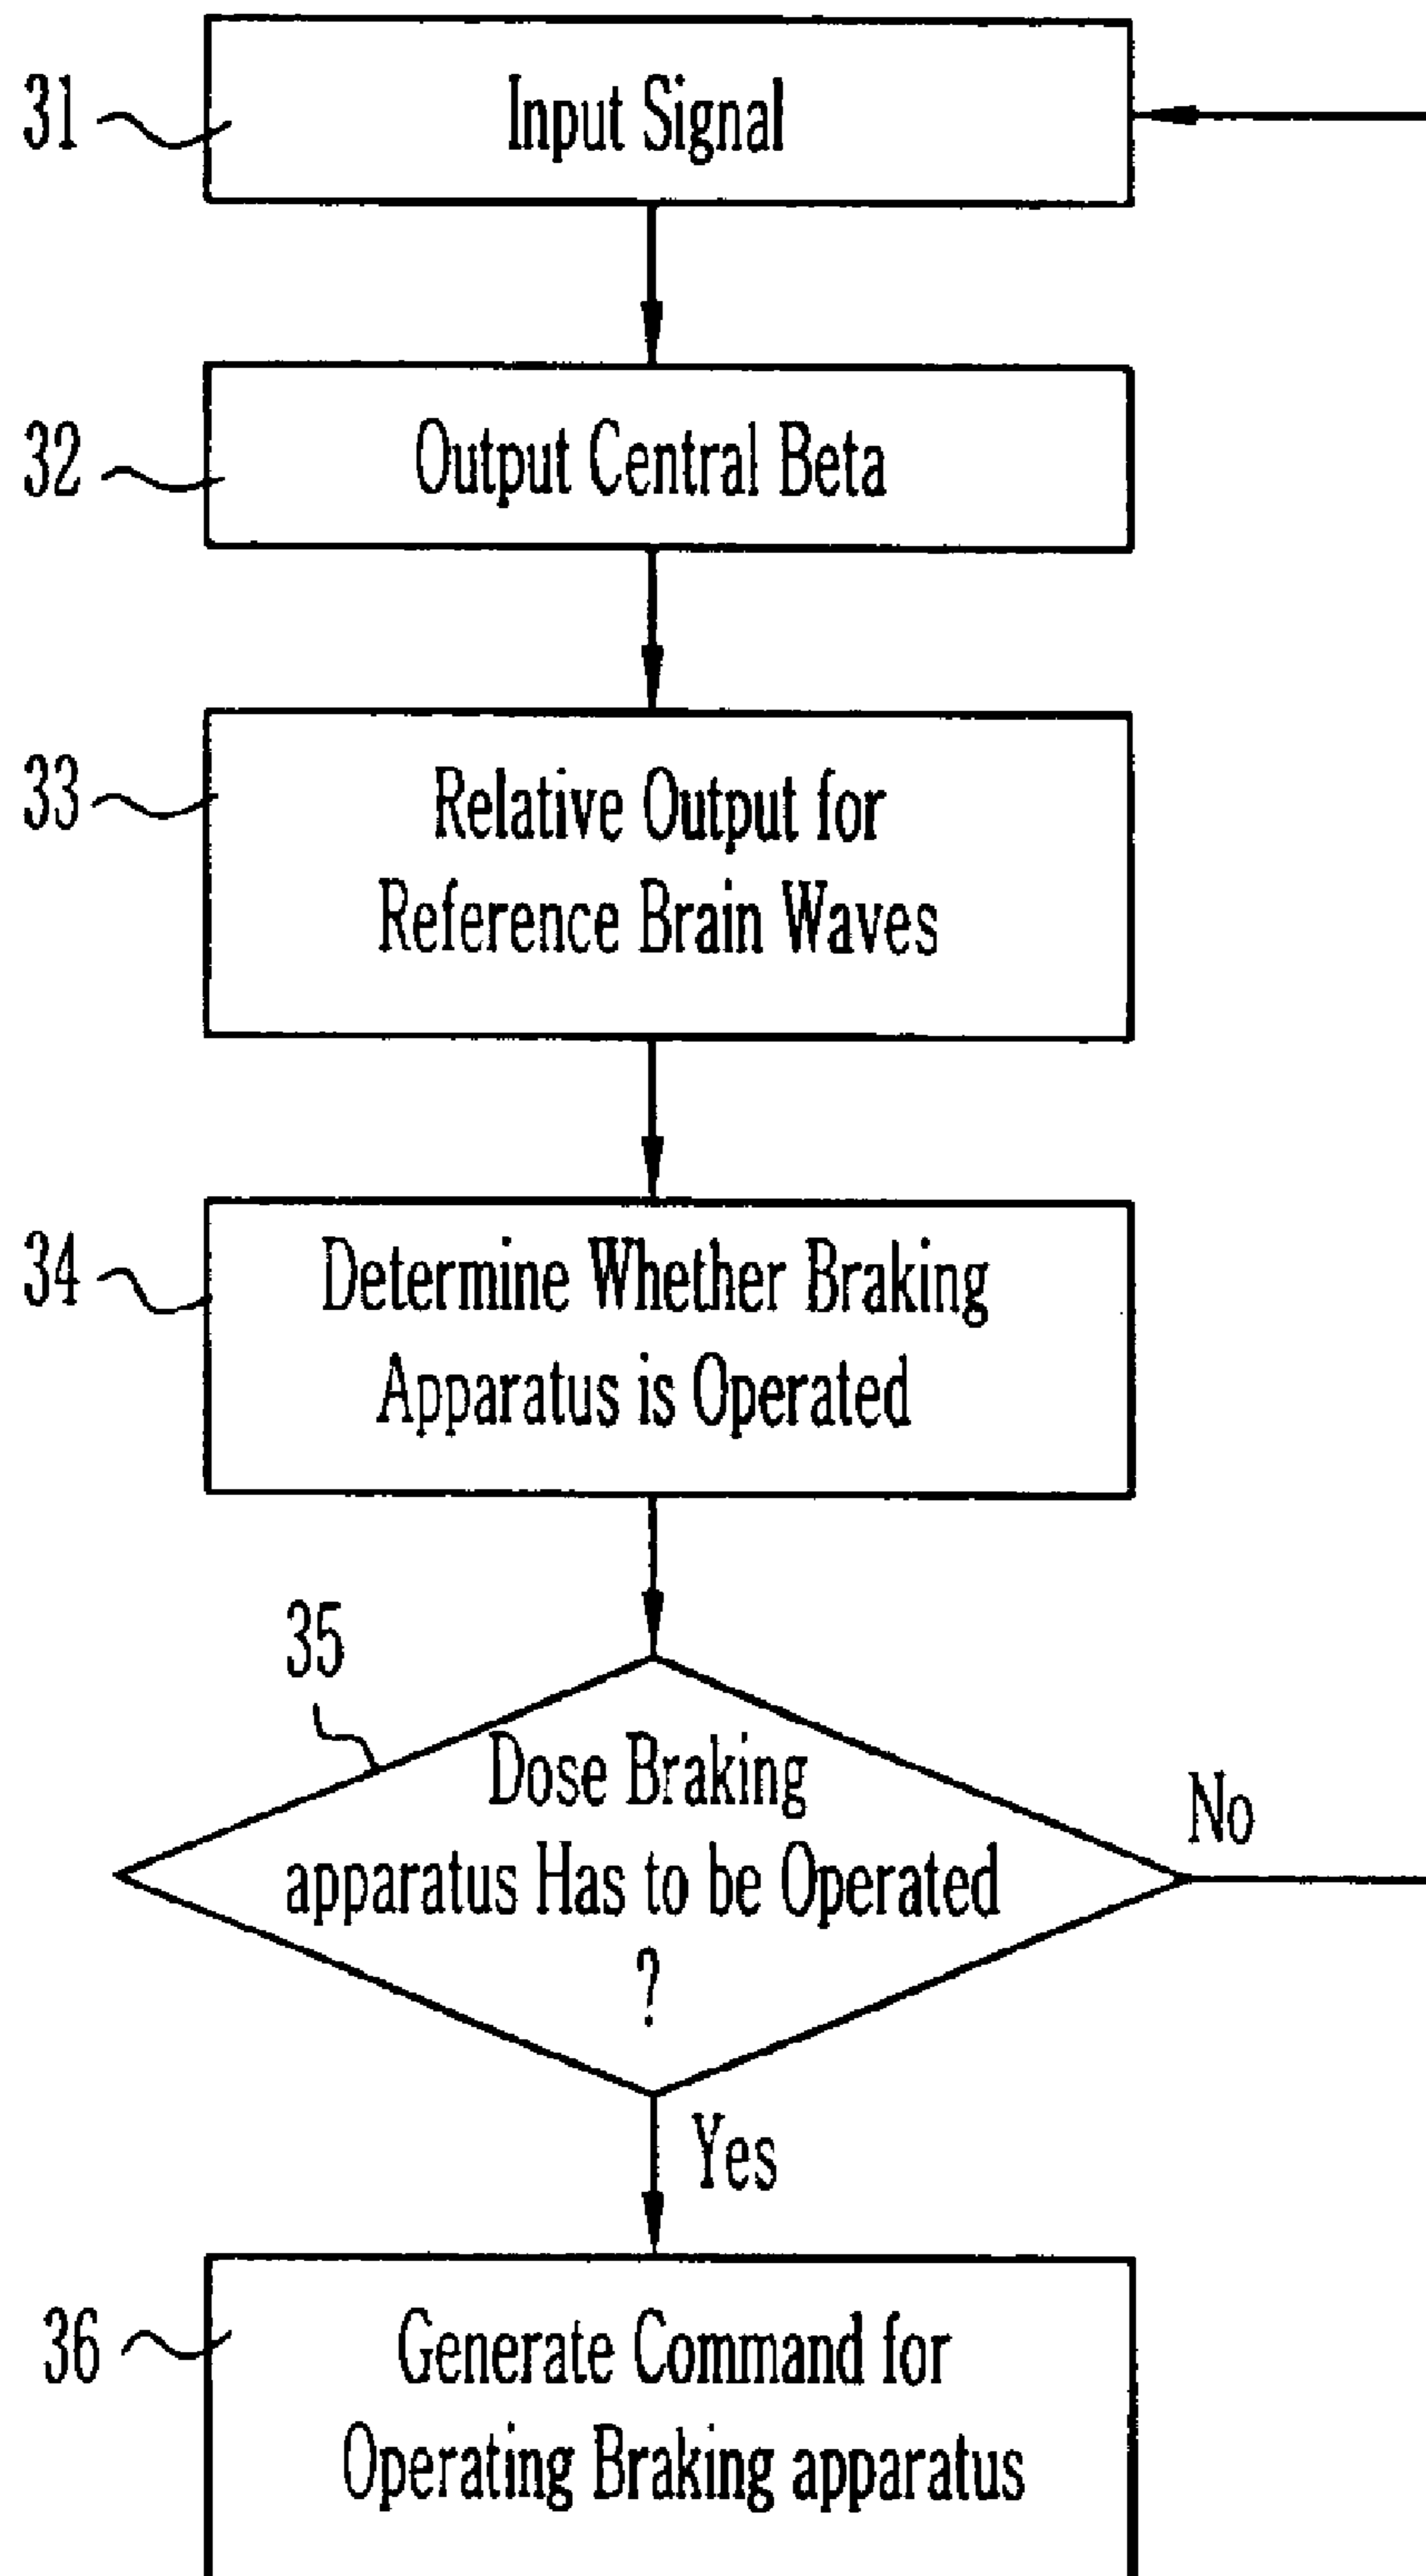 31
Input Signal
32
Output Central Beta
33
Relative Output for
Reference Brain Waves
34
Determine Whether Braking
Apparatus is Operated
35
Dose Braking
apparatus Has to be Operated
?
No
Yes
36
Generate Command for
Operating Braking apparatus